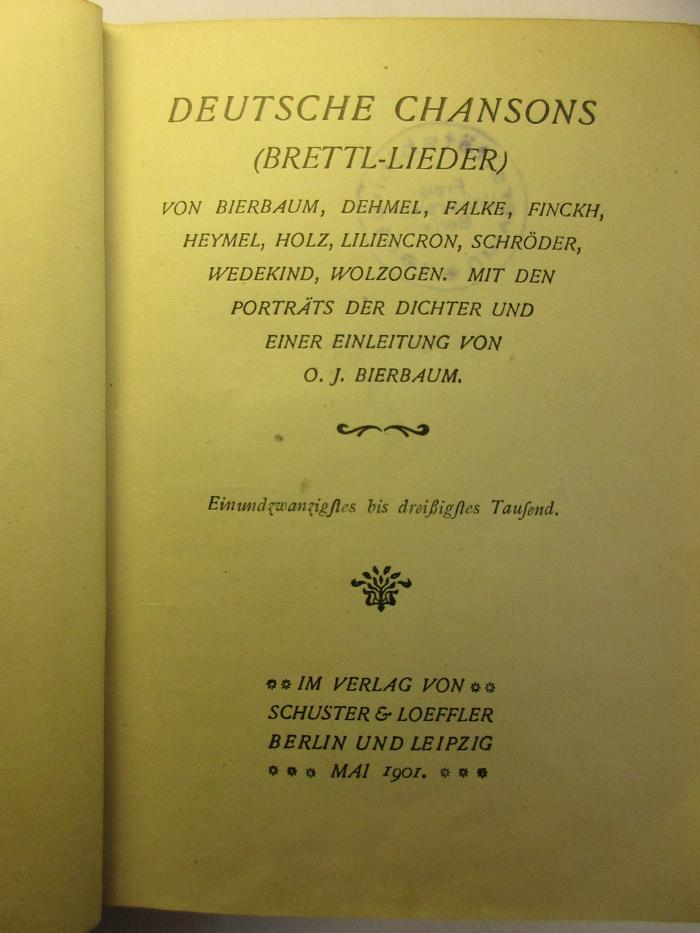 DEUTSCHE CHANSONS
(BRETTL-LIEDER)
VON BIERBAUM, DEHMEL, FALKE, FINCKH,
HEYMEL, HOLZ, LILIENCRON, SCHRÖDER,
WEDEKIND, WOLZOGEN. MIT DEN
PORTRÄTS DER DICHTER UND
EINER EINLEITUNG VON
O. J. BIERBAUM.
Einundzwanzigſtes bis dreißigſtes Tauſend.
IM VERLAG VON
SCHUSTER & LOEFFLER
BERLIN UND LEIPZIG
MAI 1901.